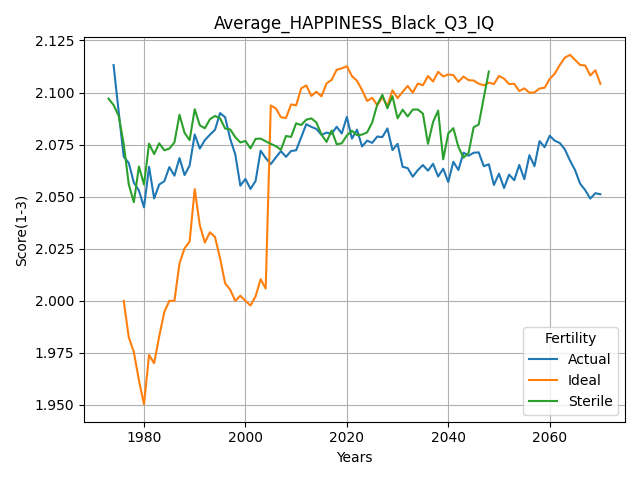 Average_HAPPINESS_Black_Q3_IQ
Score(1-3)
2.125
2.100
2.075
2.050
2.025
2.000
1.975
1.950
Fertility
Actual
Ideal
Sterile
1980
2000
2020
2040
2060
Years